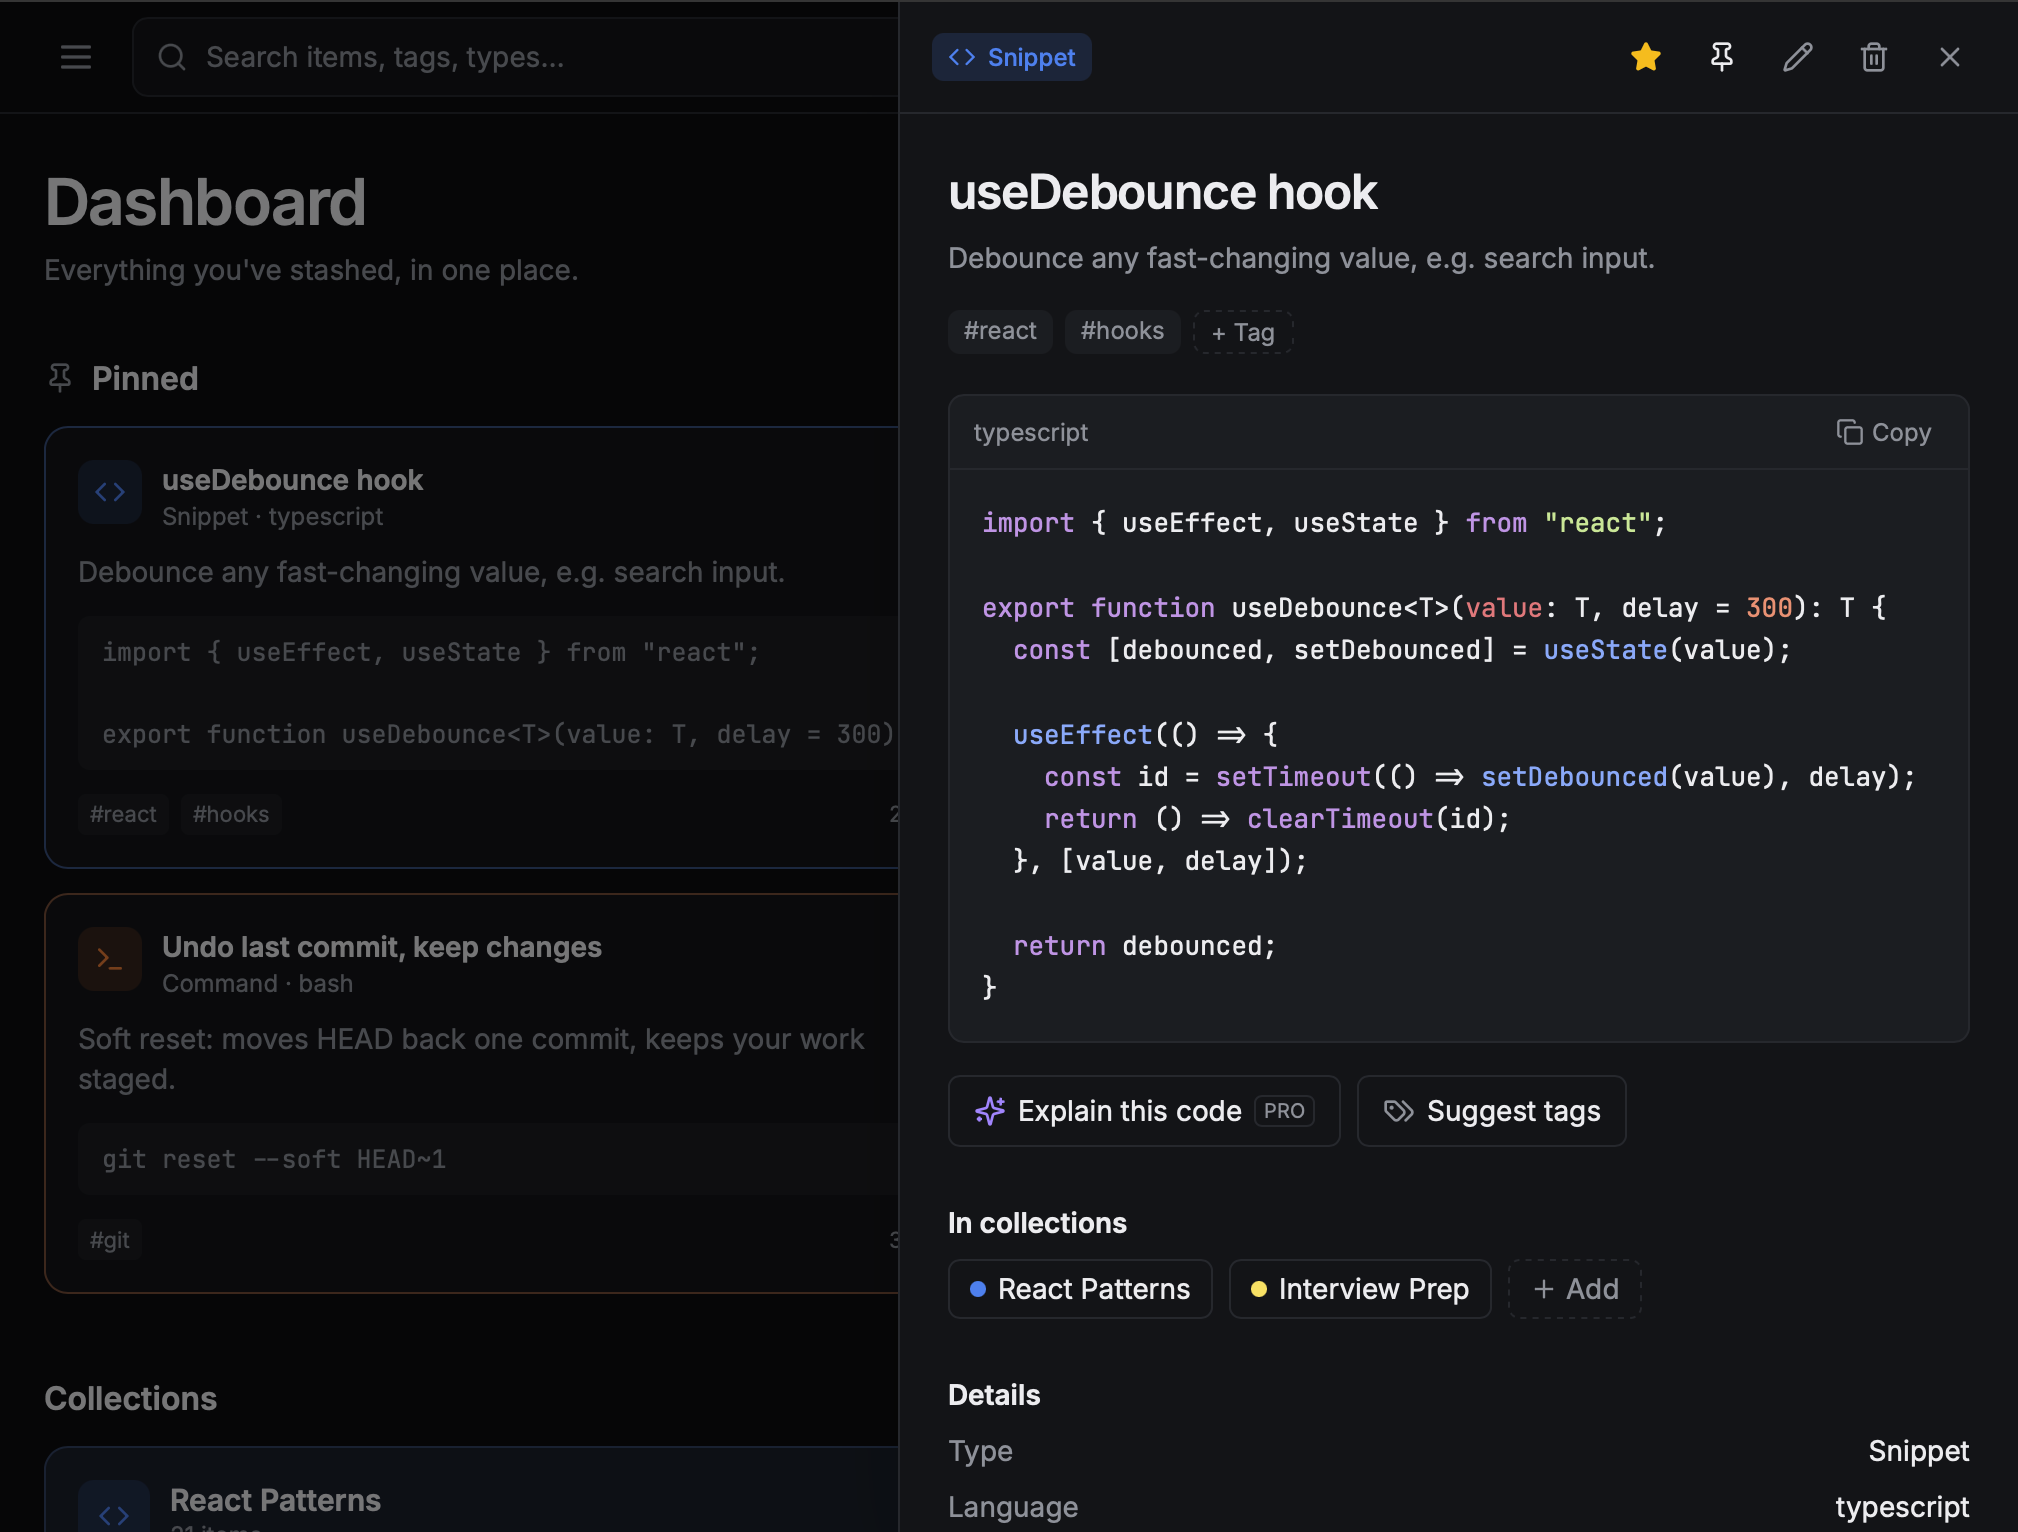 Search items, tags, types...
Dashboard
Everything you've stashed, in one place.
Pinned
useDebounce hook
Snippet · typescript
Debounce any fast-changing value, e.g. search input.
import { useEffect, useState } from "react";
export function useDebounce<T>(value: T, delay = 300)
#react #hooks
Undo last commit, keep changes
Command · bash
Soft reset: moves HEAD back one commit, keeps your work
staged.
git reset --soft HEAD~1
#git
Collections
React Patterns
Snippet
useDebounce hook
Debounce any fast-changing value, e.g. search input.
#react #hooks + Tag
typescript Copy
import { useEffect, useState } from "react";
export function useDebounce<T>(value: T, delay = 300): T {
  const [debounced, setDebounced] = useState(value);
  useEffect(() => {
    const id = setTimeout(() => setDebounced(value), delay);
    return () => clearTimeout(id);
  }, [value, delay]);
  return debounced;
}
Explain this code PRO Suggest tags
In collections
React Patterns Interview Prep + Add
Details
Type Snippet
Language typescript